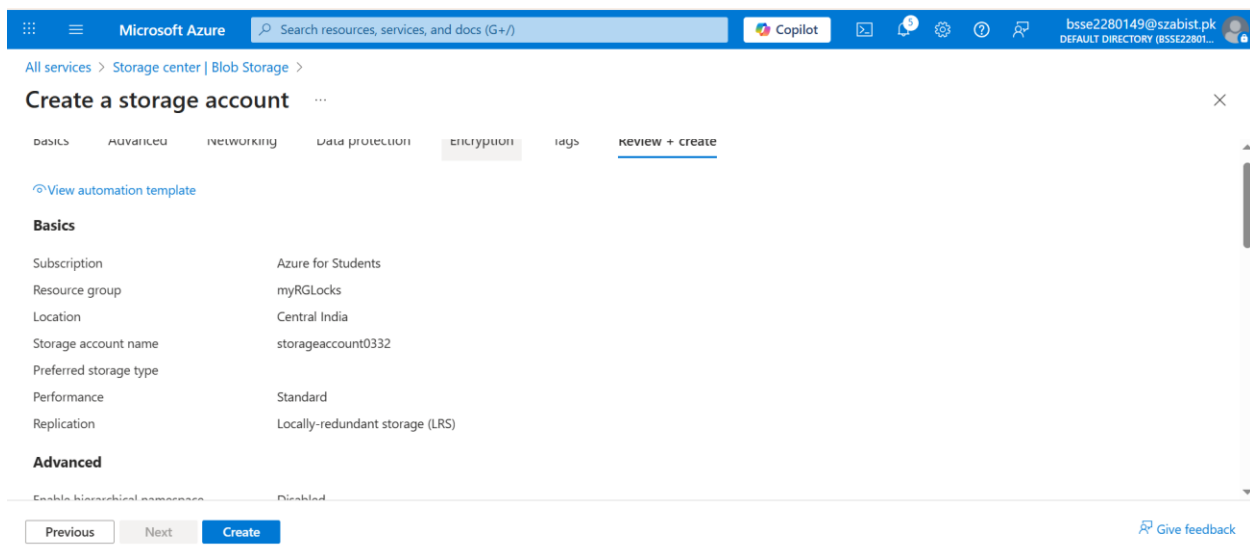 Microsoft Azure Search resources, services, and docs (G+/) Copilot 5 bsse2280149@szabist.pk
DEFAULT DIRECTORY (BSSE22801...
All services > Storage center | Blob Storage >
Create a storage account ...
Basics Advanced Networking Data protection Encryption Tags Review + create
View automation template
Basics
Subscription Azure for Students
Resource group myRGLocks
Location Central India
Storage account name storageaccount0332
Preferred storage type
Performance Standard
Replication Locally-redundant storage (LRS)
Advanced
Enable hierarchical namespace Disabled
Previous Next Create Give feedback